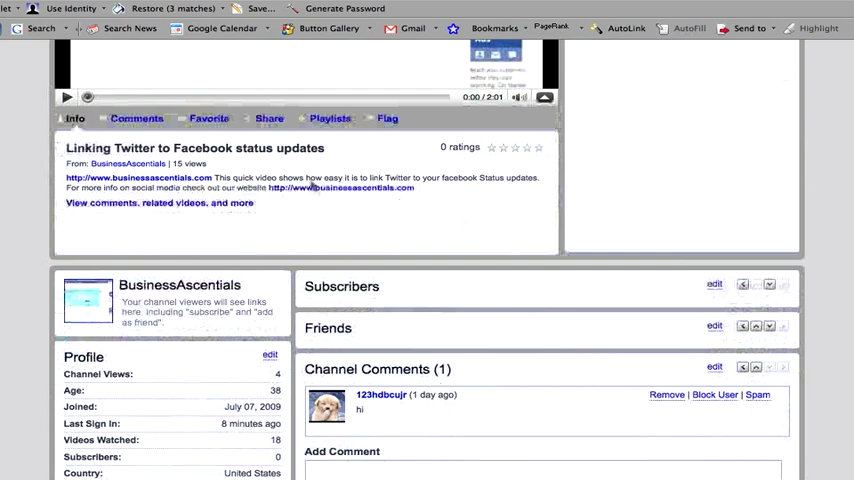 let Use Identity Restore (3 matches) Save... Generate Password
Search Search News Google Calendar Button Gallery Gmail Bookmarks PageRank AutoLink AutoFill Send to Highlight
0:00 / 2:01
Info Comments Favorite Share Playlists Flag
Linking Twitter to Facebook status updates 0 ratings
From: BusinessAscentials | 15 views
http://www.businessascentials.com This quick video shows how easy it is to link Twitter to your facebook Status updates.
For more info on social media check out our website http://www.businessascentials.com
View comments, related videos, and more
BusinessAscentials
Your channel viewers will see links
here, including "subscribe" and "add
as friend".
Profile edit
Channel Views: 4
Age: 38
Joined: July 07, 2009
Last Sign In: 8 minutes ago
Videos Watched: 18
Subscribers: 0
Country: United States
Subscribers edit
Friends edit
Channel Comments (1) edit
123hdbcujr (1 day ago) Remove | Block User | Spam
hi
Add Comment